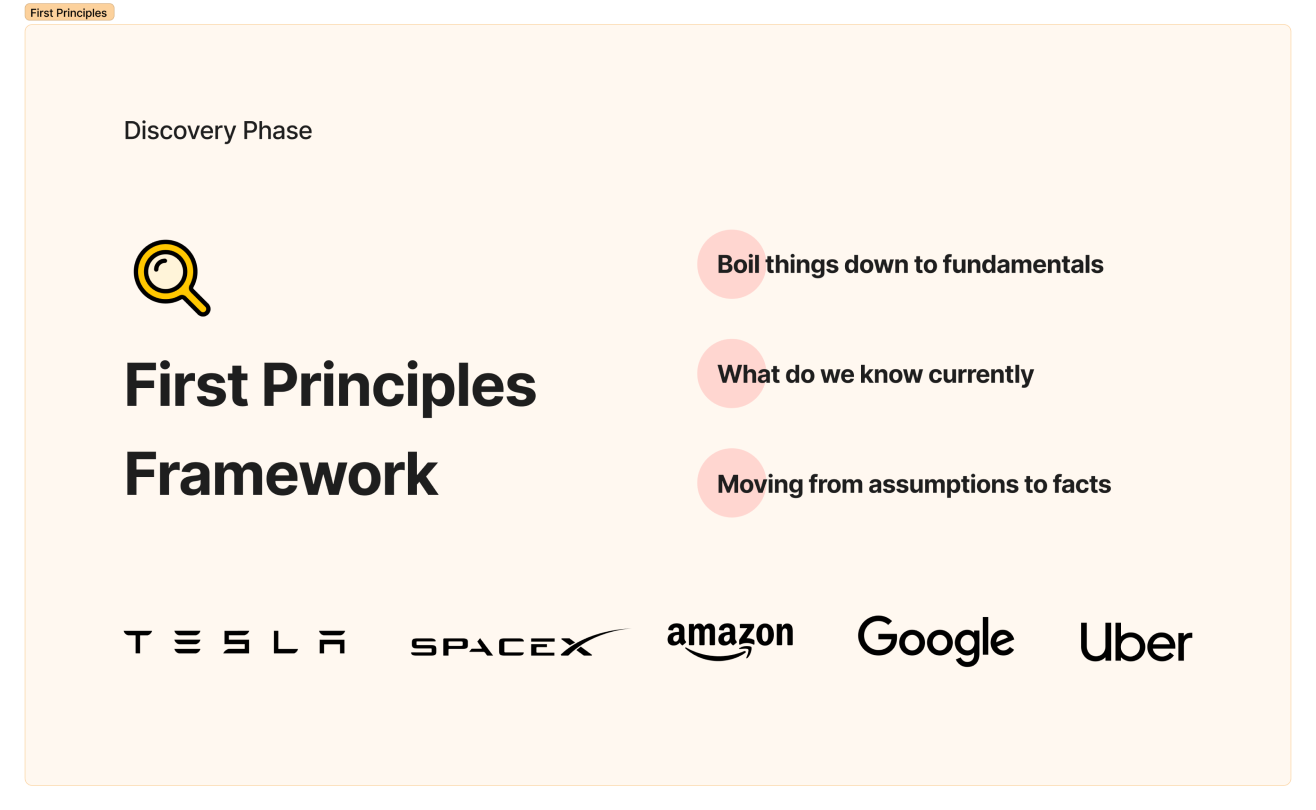 First Principles
Discovery Phase
First Principles
Framework
Boil things down to fundamentals
What do we know currently
Moving from assumptions to facts
TESLA
SPACEX
amazon
Google
Uber